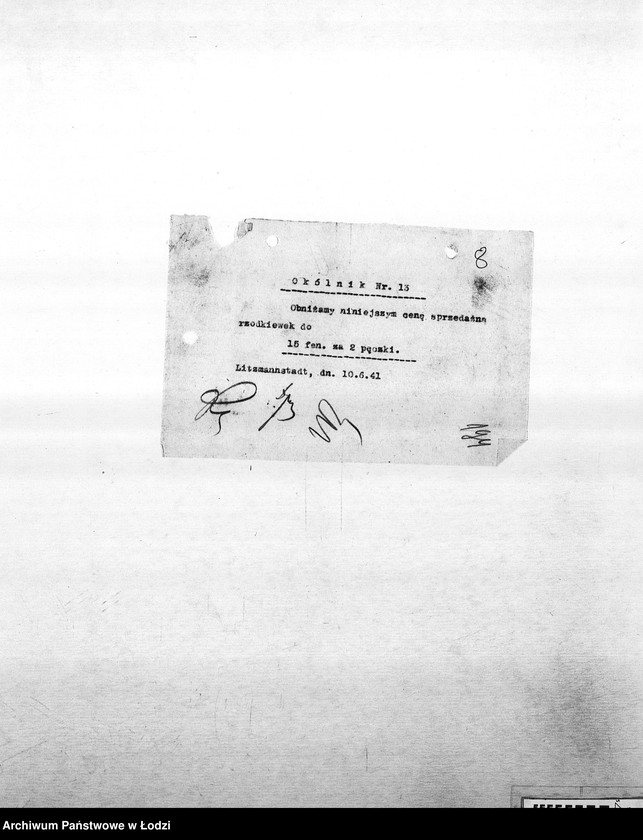 8
Okólnik Nr. 13
Obniżamy niniejszym cenę sprzedażną
rzodkiewek do
15 fen. za 2 pęczki.
Litzmannstadt, dn. 10.6.41
Archiwum Państwowe w Łodzi